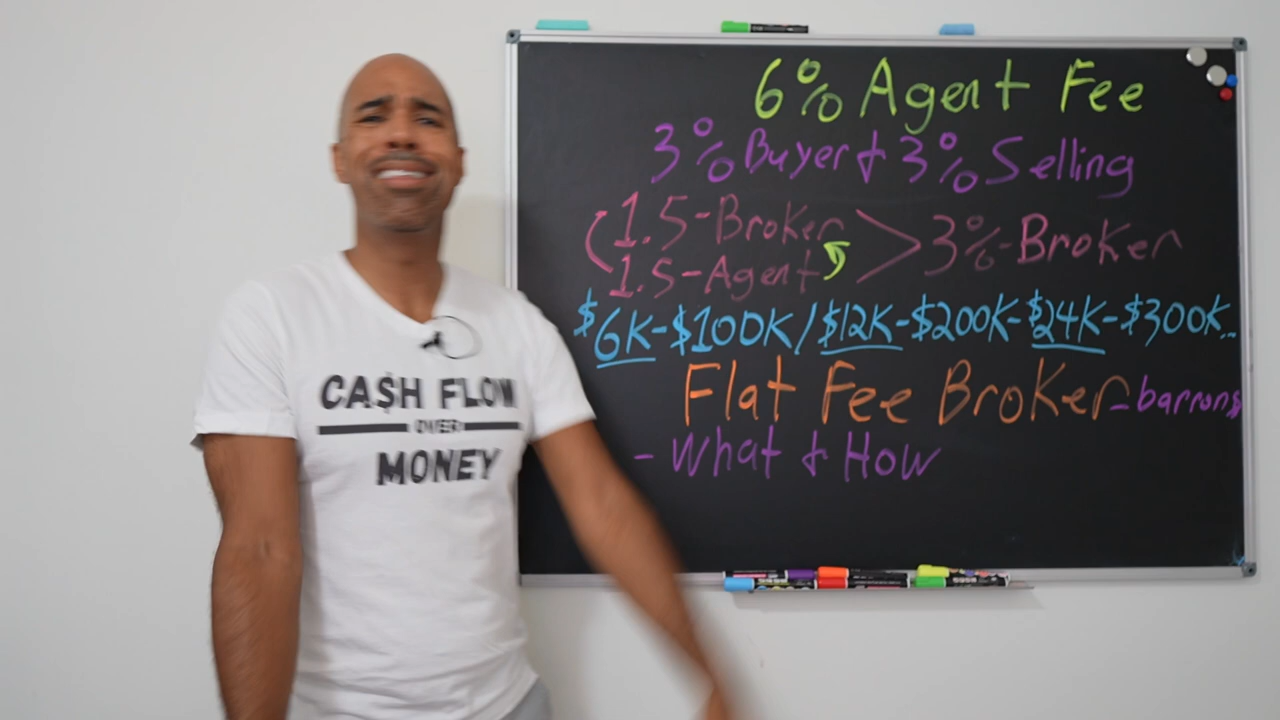 6% Agent Fee
3% Buyer & 3% Selling
1.5-Broker
1.5-Agent
3%-Broker
$6K-$100K/$12K-$200K-$24K-$300K..
Flat Fee Broker-barrons
- What & How
CA$H FLOW
OVER
MONEY